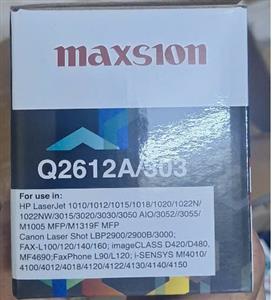 maxsion
Q2612A/303
For use in:
HP LaserJet 1010/1012/1015/1018/1020/1022N/
1022NW/3015/3020/3030/3050 AIO/3052//3055/
M1005 MFP/M1319F MFP
Canon Laser Shot LBP2900/2900B/3000;
FAX-L100/120/140/160; imageCLASS D420/D480,
MF4690;FaxPhone L90/L120; i-SENSYS MF4010/
4100/4012/4018/4120/4122/4130/4140/4150